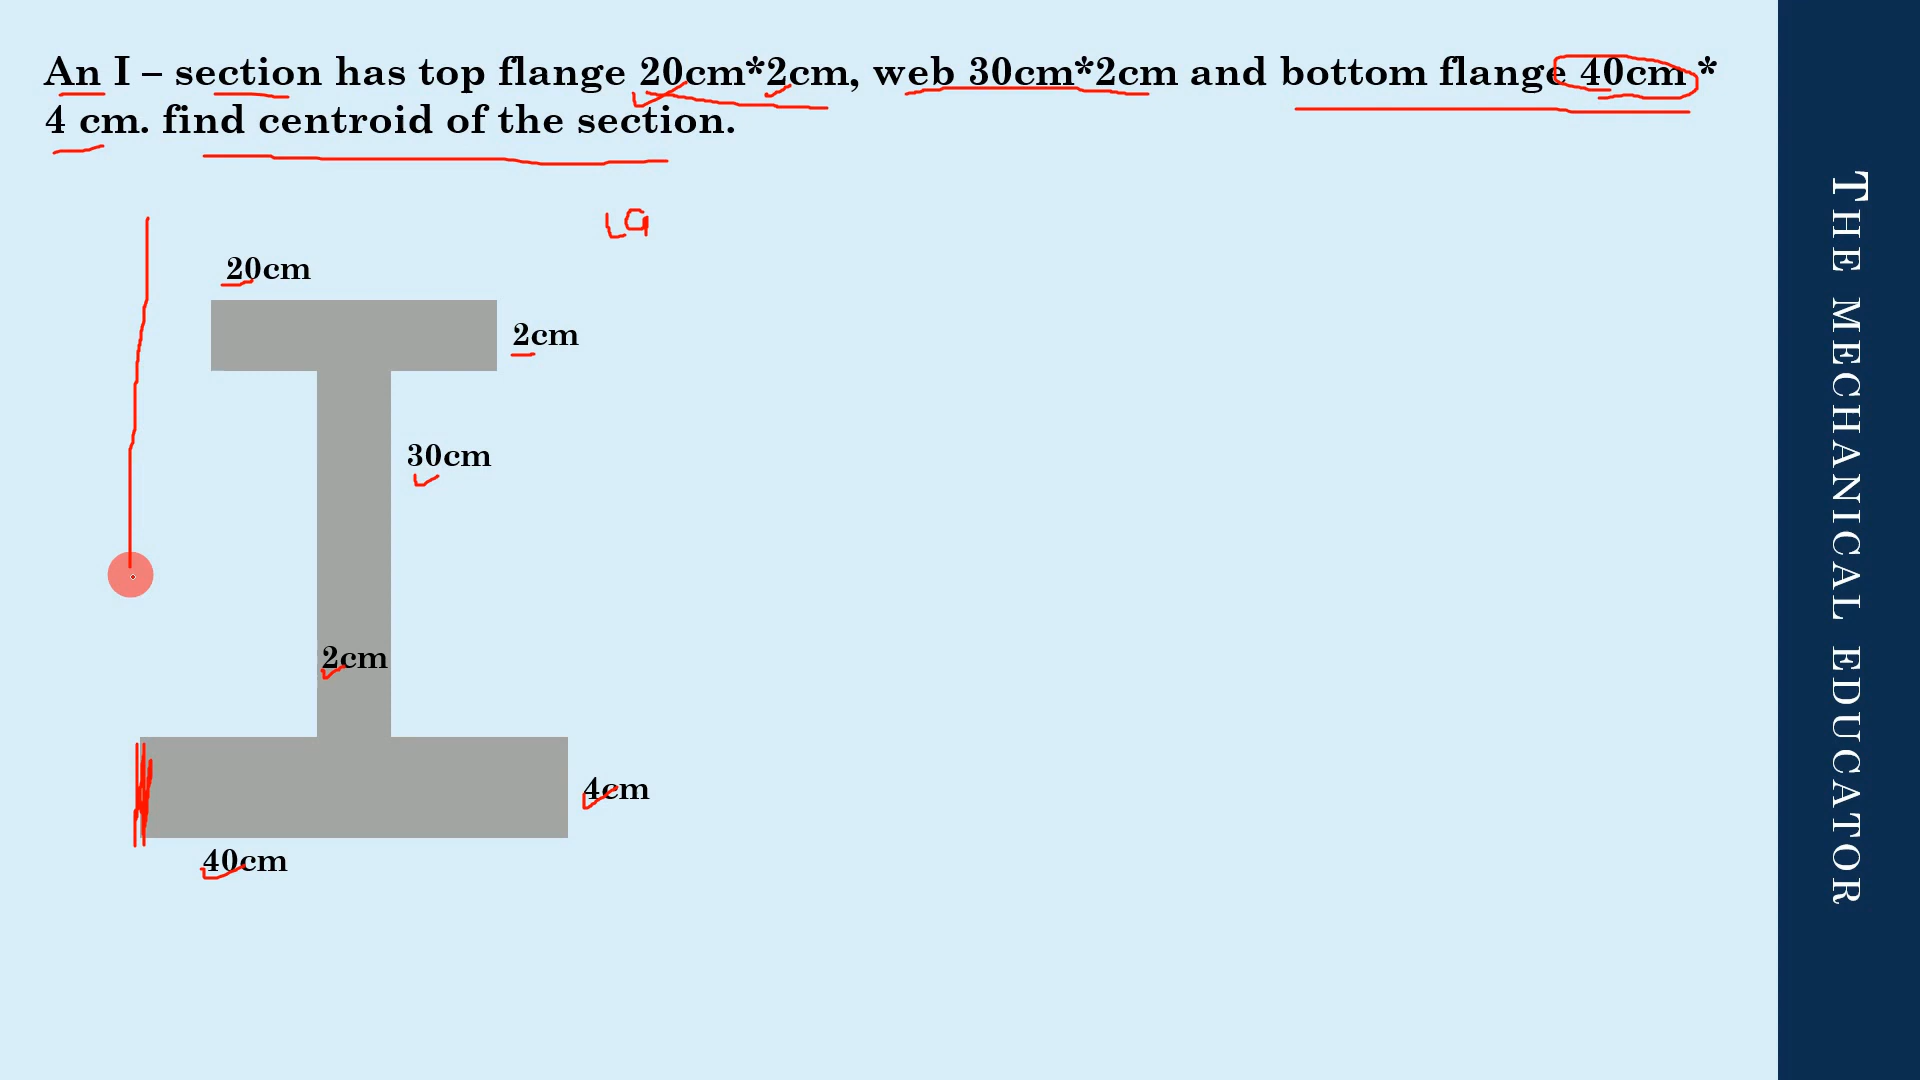 An I – section has top flange 20cm*2cm, web 30cm*2cm and bottom flange 40cm *
4 cm. find centroid of the section.
20cm
2cm
30cm
2cm
4cm
40cm
THE MECHANICAL EDUCATOR